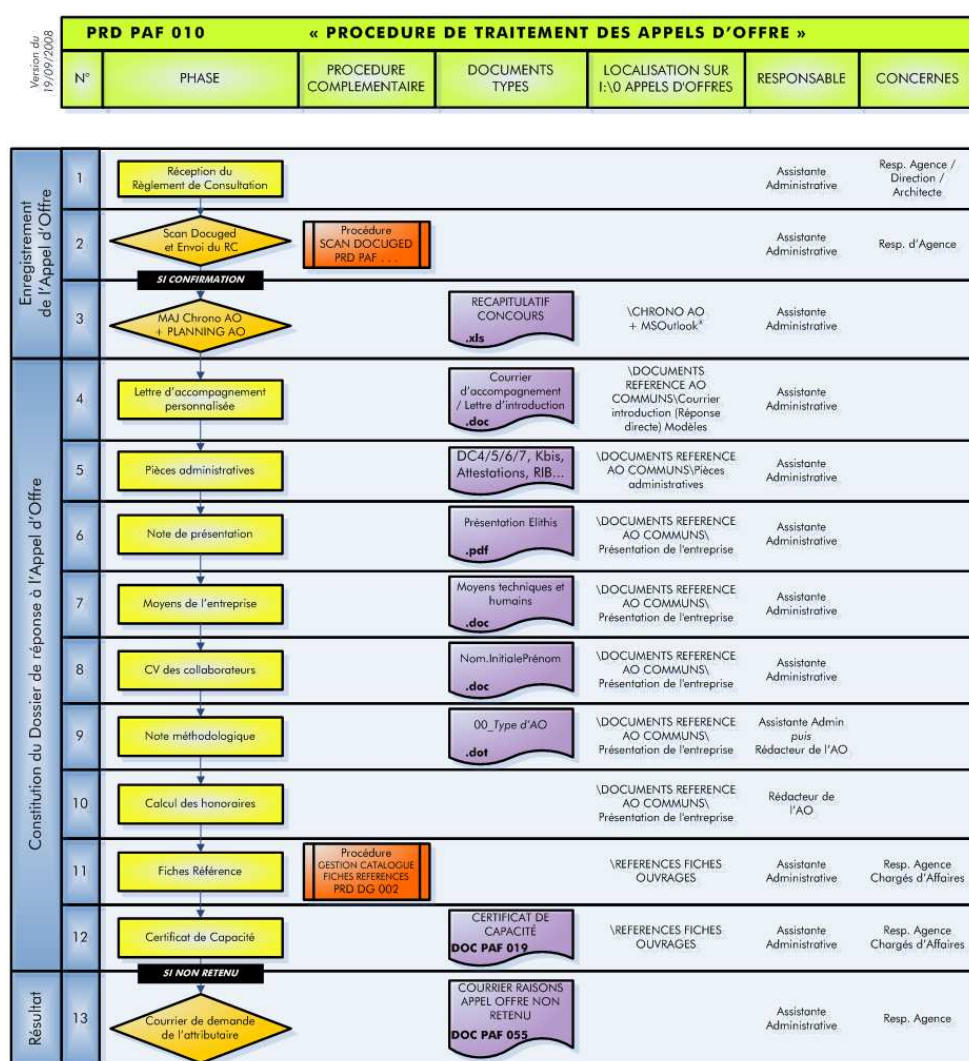 Version du
19/09/2008
PRD PAF 010
« PROCEDURE DE TRAITEMENT DES APPELS D'OFFRE »
N°
PHASE
PROCEDURE
COMPLEMENTAIRE
DOCUMENTS
TYPES
LOCALISATION SUR
I:\0 APPELS D'OFFRES
RESPONSABLE
CONCERNES
Enregistrement
de l'Appel d'Offre
1
Réception du
Règlement de Consultation
Assistante
Administrative
Resp. Agence /
Direction /
Architecte
2
Scan Docuged
et Envoi du RC
Procédure
SCAN DOCUGED
PRD PAF . . .
Assistante
Administrative
Resp. d'Agence
SI CONFIRMATION
3
MAJ Chrono AO
+ PLANNING AO
RECAPITULATIF
CONCOURS
.xls
\CHRONO AO
+ MSOutlook
Assistante
Administrative
Constitution du Dossier de réponse à l'Appel d'Offre
4
Lettre d'accompagnement
personnalisée
Courrier
d'accompagnement
/ Lettre d'introduction
.doc
\DOCUMENTS
REFERENCE AO
COMMUNS\Courrier
introduction (Réponse
directe) Modèles
Assistante
Administrative
5
Pièces administratives
DC4/5/6/7, Kbis,
Attestations, RIB...
\DOCUMENTS REFERENCE
AO COMMUNS\Pièces
administratives
Assistante
Administrative
6
Note de présentation
Présentation Elithis
.pdf
\DOCUMENTS REFERENCE
AO COMMUNS\
Présentation de l'entreprise
Assistante
Administrative
7
Moyens de l'entreprise
Moyens techniques et
humains
.doc
\DOCUMENTS REFERENCE
AO COMMUNS\
Présentation de l'entreprise
Assistante
Administrative
8
CV des collaborateurs
Nom.InitialePrénom
.doc
\DOCUMENTS REFERENCE
AO COMMUNS\
Présentation de l'entreprise
Assistante
Administrative
9
Note méthodologique
00_Type d'AO
.dot
\DOCUMENTS REFERENCE
AO COMMUNS\
Présentation de l'entreprise
Assistante Admin
puis
Rédacteur de l'AO
10
Calcul des honoraires
\DOCUMENTS REFERENCE
AO COMMUNS\
Présentation de l'entreprise
Rédacteur de
l'AO
11
Fiches Référence
Procédure
GESTION CATALOGUE
FICHES REFERENCES
PRD DG 002
\REFERENCES FICHES
OUVRAGES
Assistante
Administrative
Resp. Agence
Chargés d'Affaires
12
Certificat de Capacité
CERTIFICAT DE
CAPACITÉ
DOC PAF 019
\REFERENCES FICHES
OUVRAGES
Assistante
Administrative
Resp. Agence
Chargés d'Affaires
SI NON RETENU
Résultat
13
Courrier de demande
de l'attributaire
COURRIER RAISONS
APPEL OFFRE NON
RETENU
DOC PAF 055
Assistante
Administrative
Resp. Agence